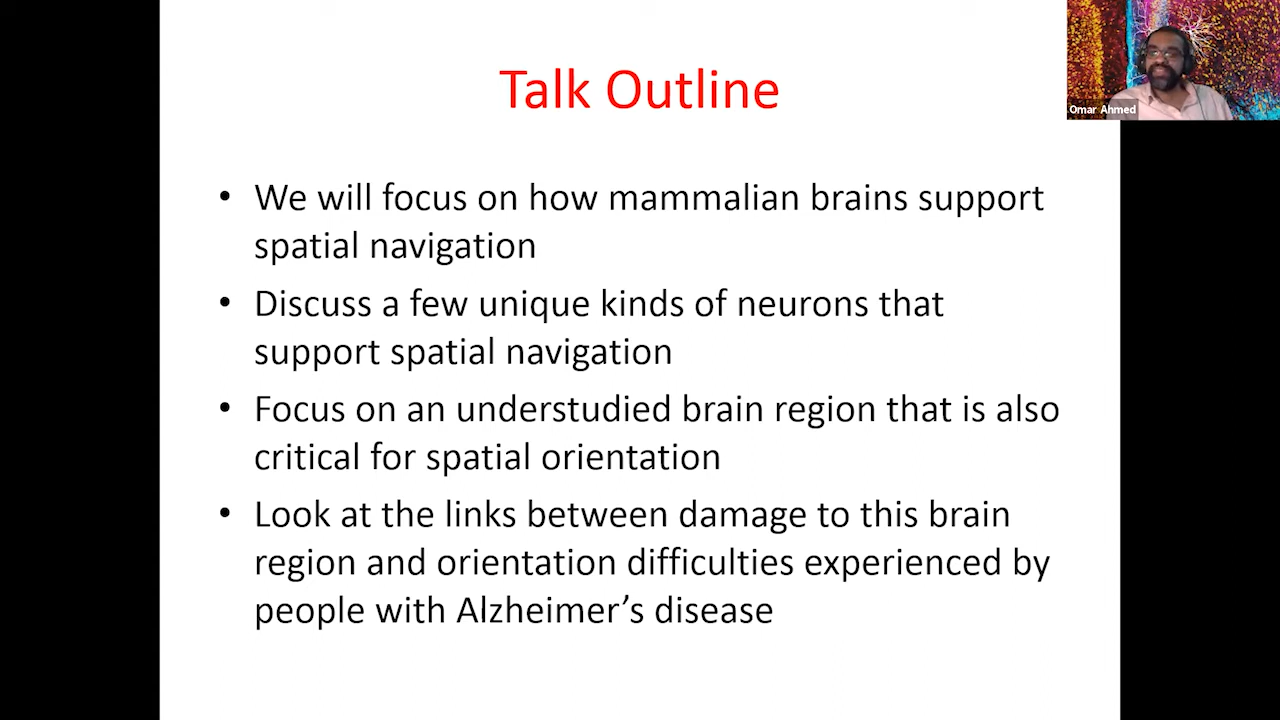 Talk Outline
Omar Ahmed
• We will focus on how mammalian brains support
spatial navigation
• Discuss a few unique kinds of neurons that
support spatial navigation
• Focus on an understudied brain region that is also
critical for spatial orientation
• Look at the links between damage to this brain
region and orientation difficulties experienced by
people with Alzheimer’s disease